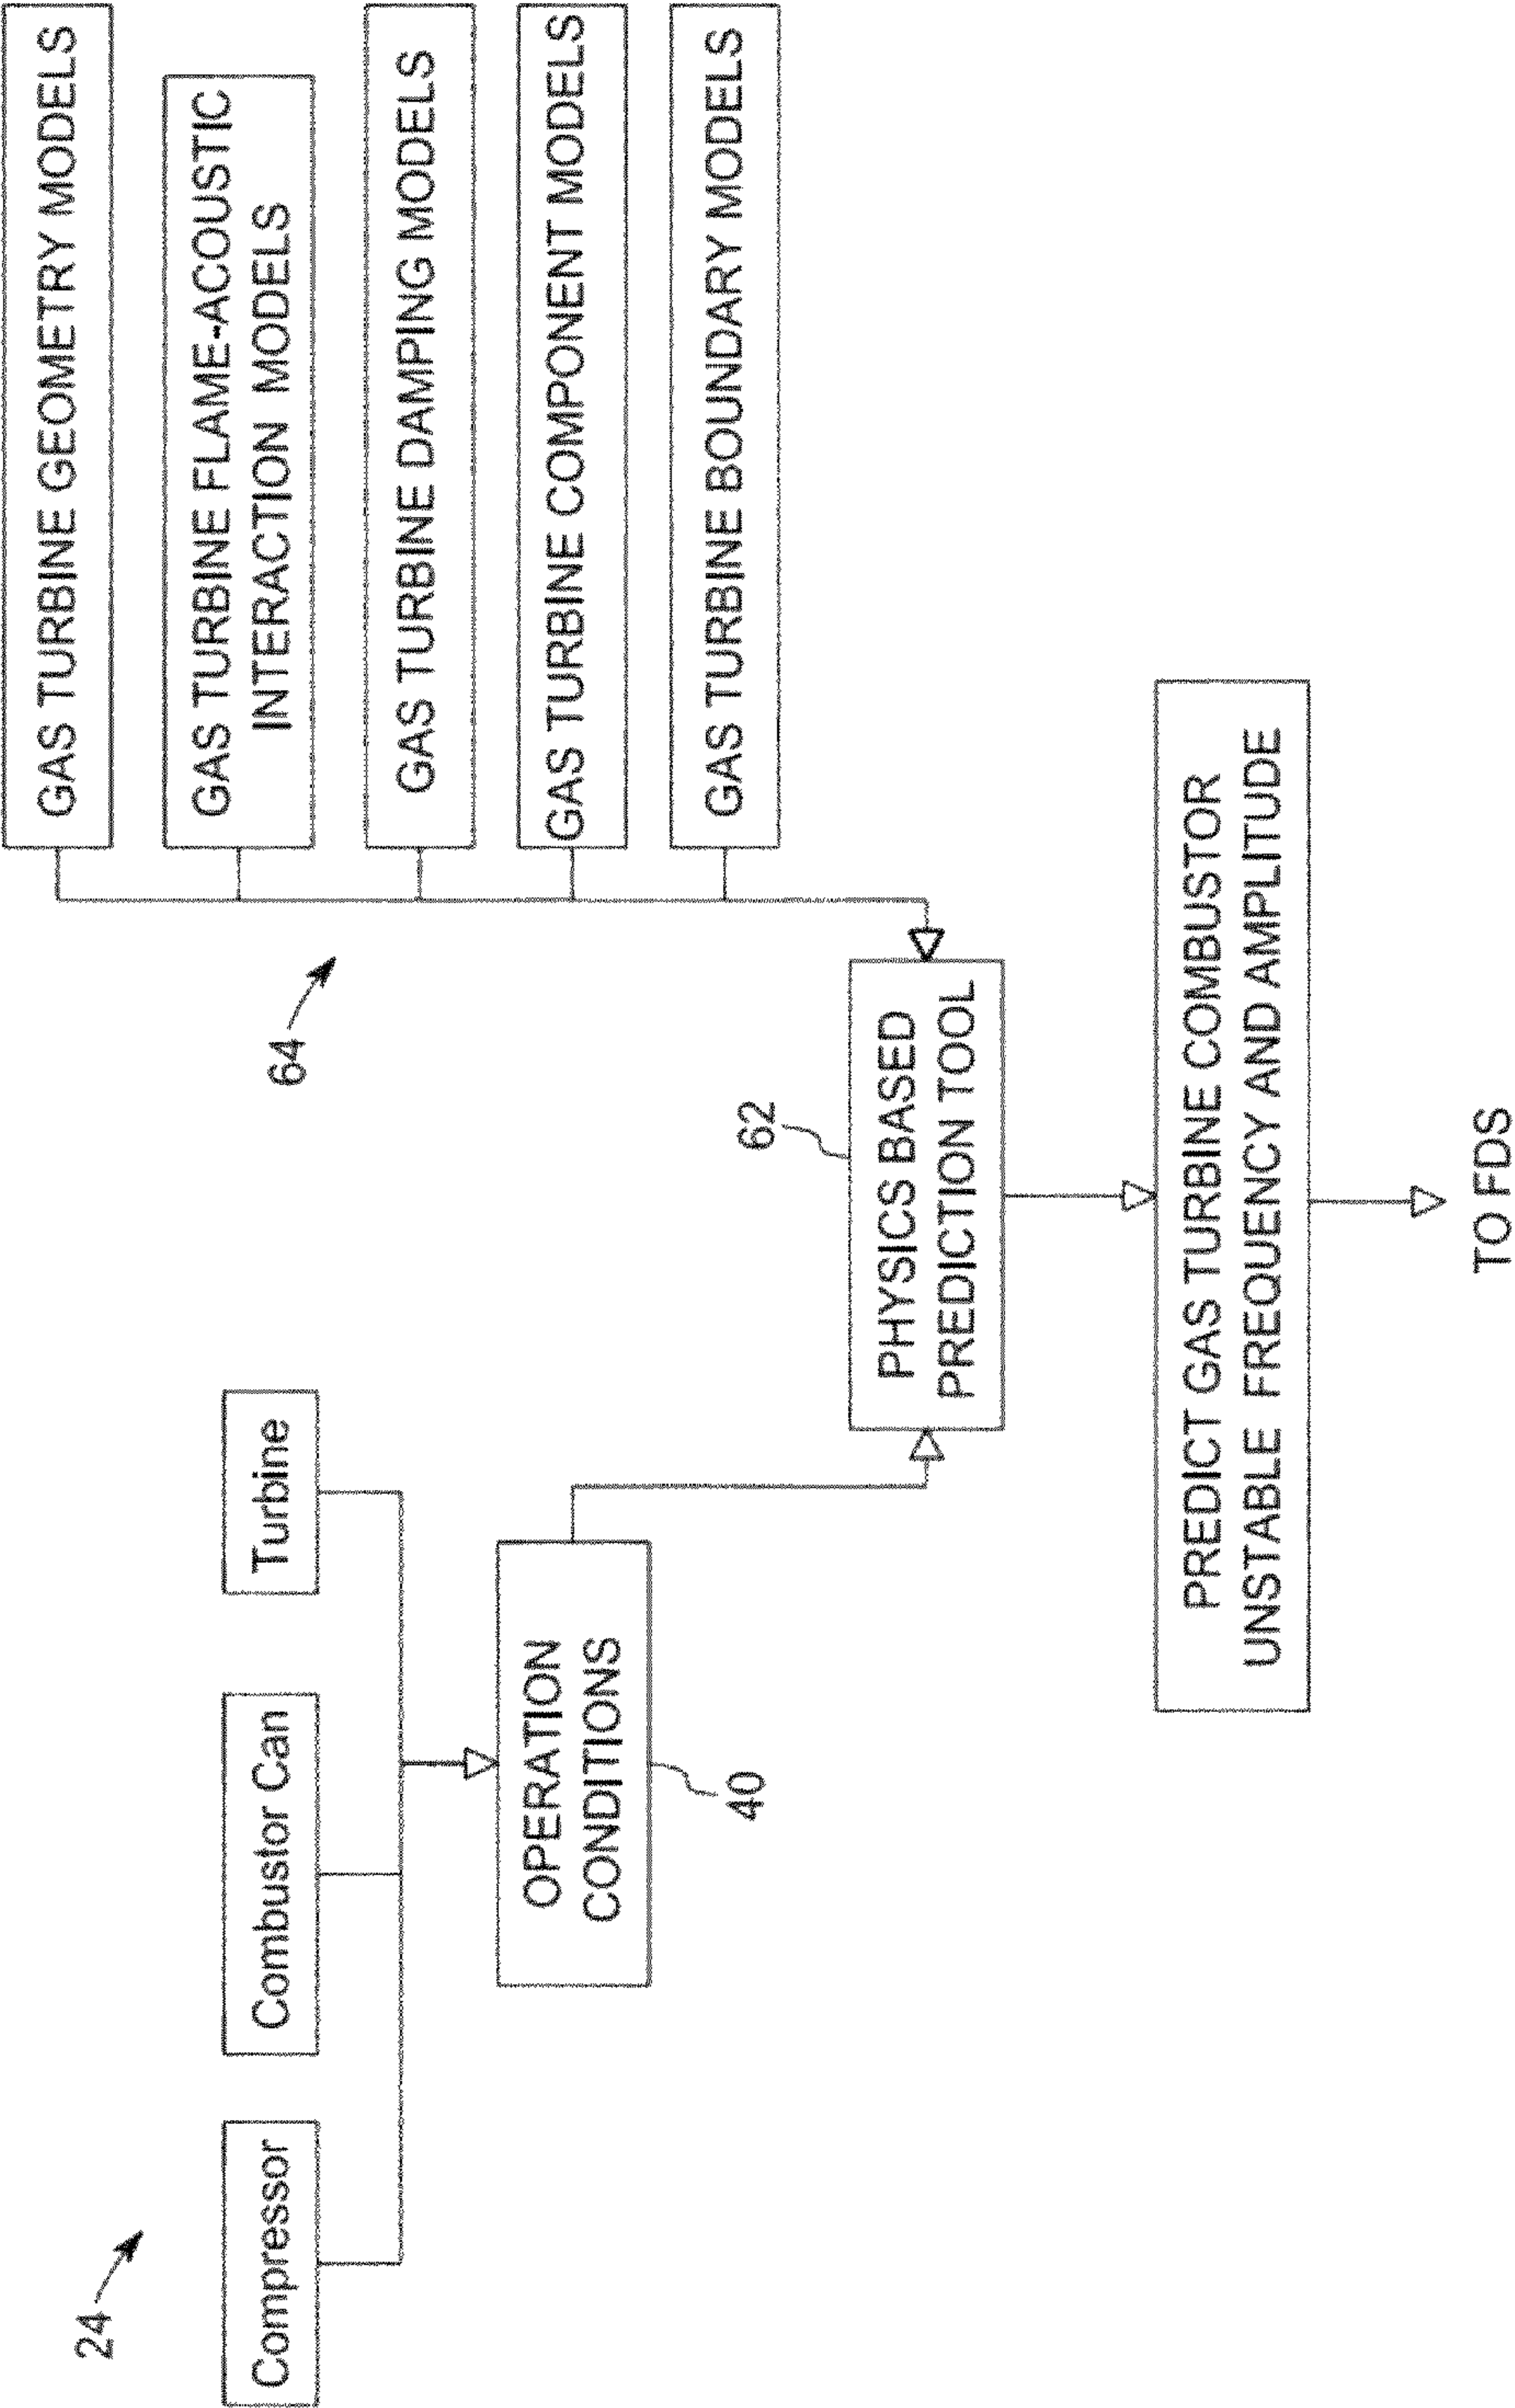 24
Compressor
Combustor Can
Turbine
OPERATION
CONDITIONS
40
64
GAS TURBINE GEOMETRY MODELS
GAS TURBINE FLAME-ACOUSTIC
INTERACTION MODELS
GAS TURBINE DAMPING MODELS
GAS TURBINE COMPONENT MODELS
GAS TURBINE BOUNDARY MODELS
62
PHYSICS BASED
PREDICTION TOOL
PREDICT GAS TURBINE COMBUSTOR
UNSTABLE FREQUENCY AND AMPLITUDE
TO FDS